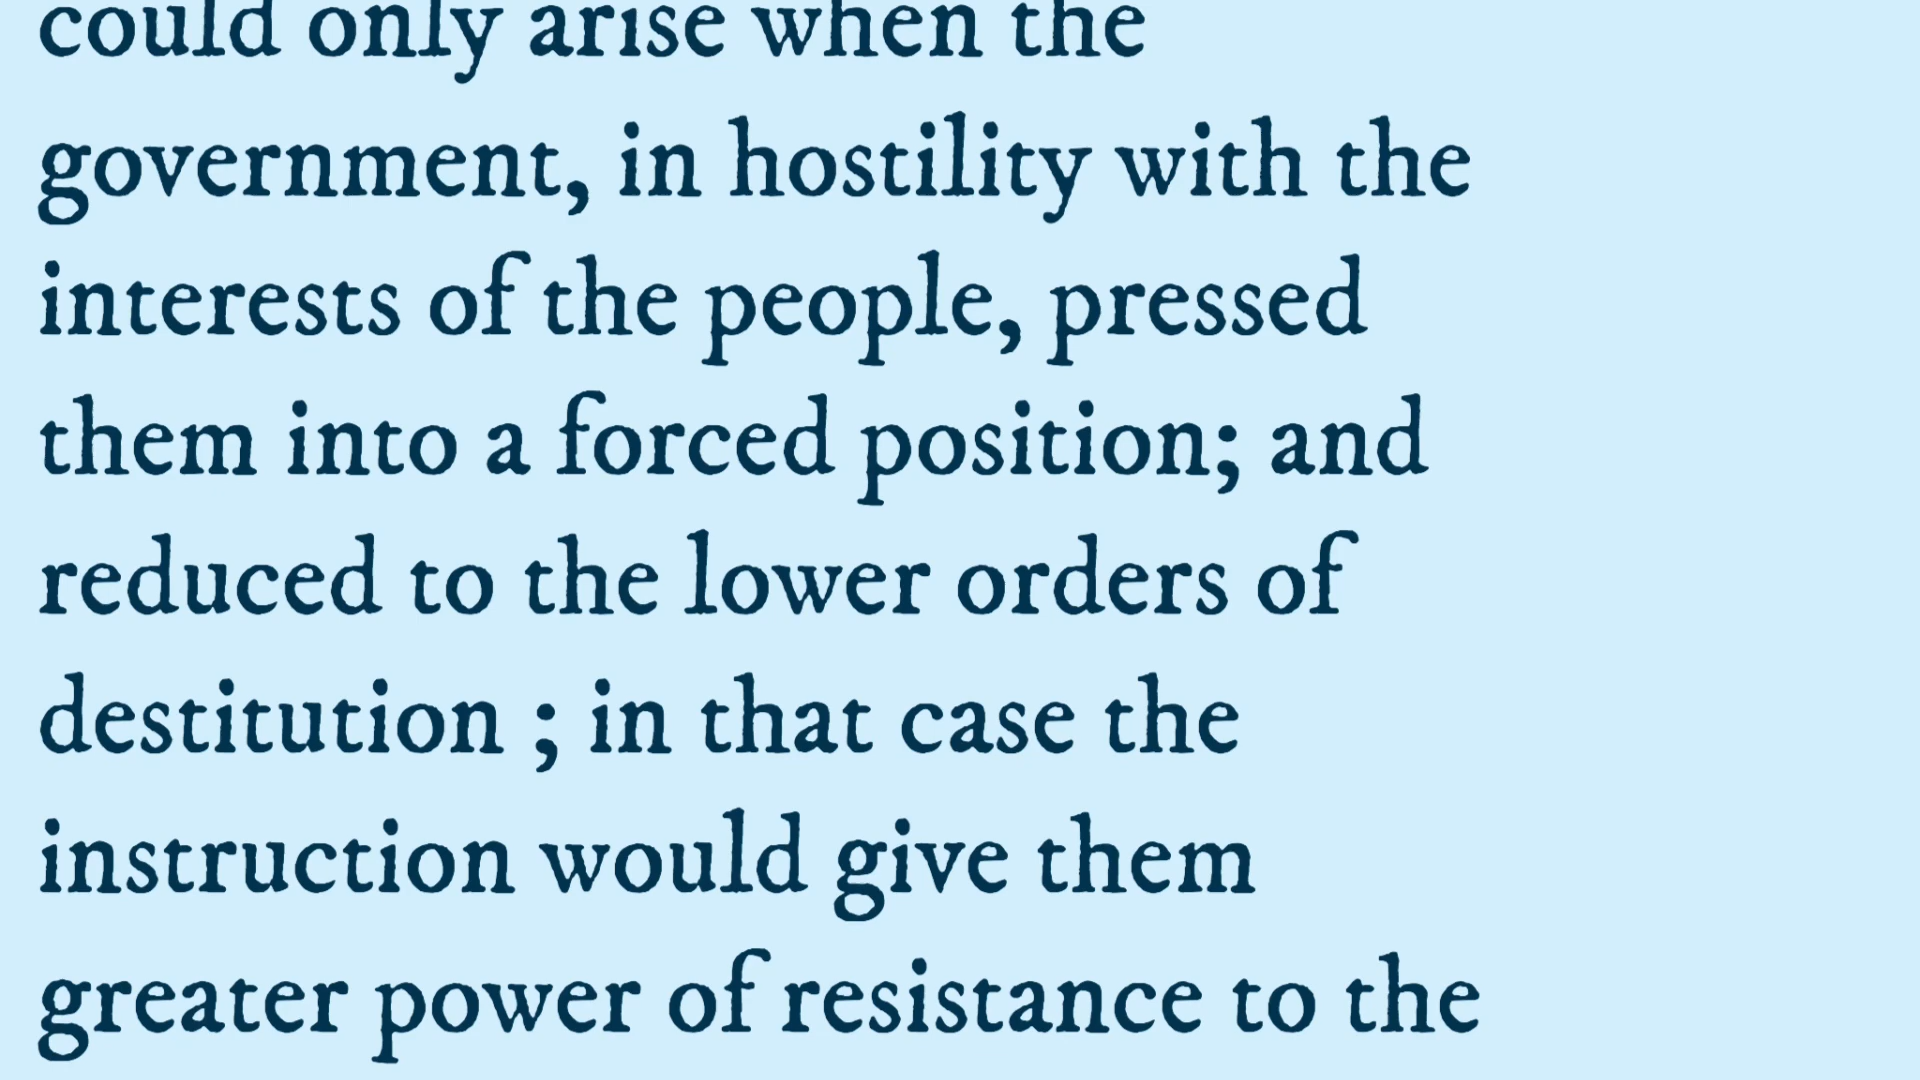 could only arise when the
government, in hostility with the
interests of the people, pressed
them into a forced position; and
reduced to the lower orders of
destitution ; in that case the
instruction would give them
greater power of resistance to the